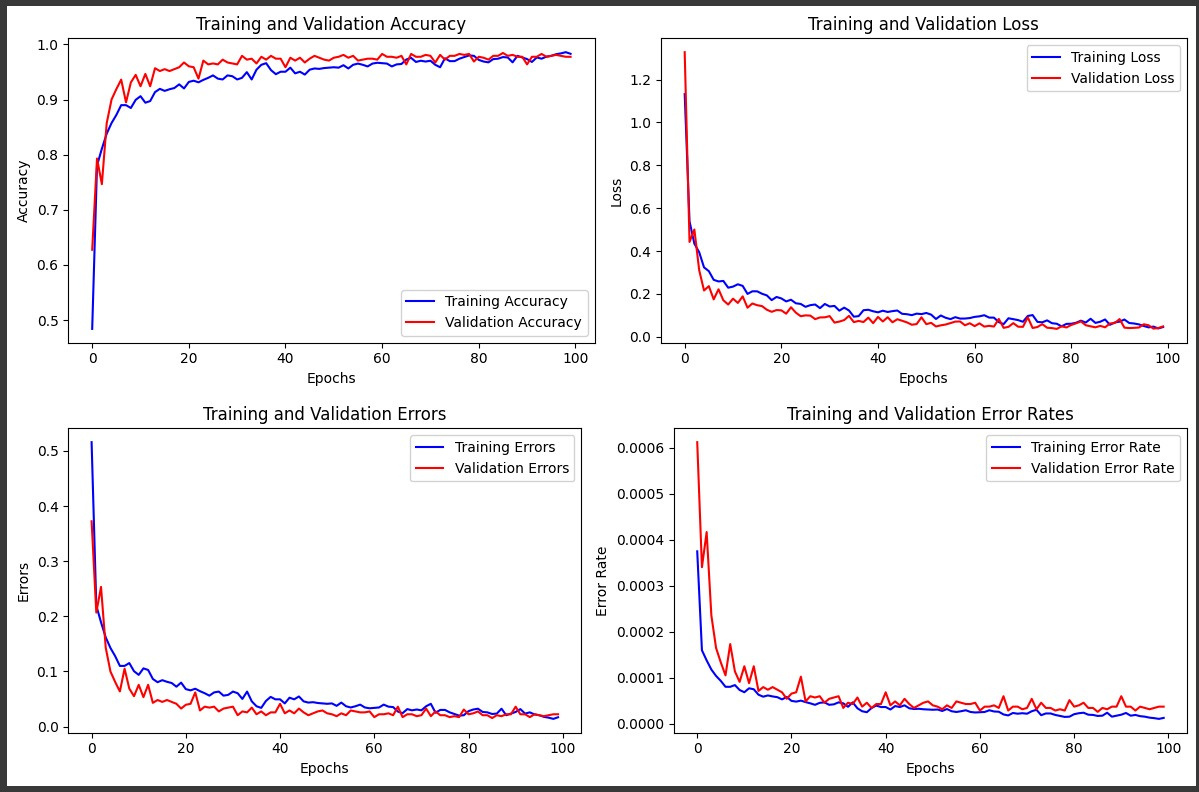 Training and Validation Accuracy
1.0
0.9
0.8
0.7
0.6
0.5
Accuracy
Training Accuracy
Validation Accuracy
0 20 40 60 80 100
Epochs
Training and Validation Loss
Training Loss
Validation Loss
1.2
1.0
0.8
0.6
0.4
0.2
0.0
Loss
0 20 40 60 80 100
Epochs
Training and Validation Errors
Training Errors
Validation Errors
0.5
0.4
0.3
0.2
0.1
0.0
Errors
0 20 40 60 80 100
Epochs
Training and Validation Error Rates
Training Error Rate
Validation Error Rate
0.0006
0.0005
0.0004
0.0003
0.0002
0.0001
0.0000
Error Rate
0 20 40 60 80 100
Epochs